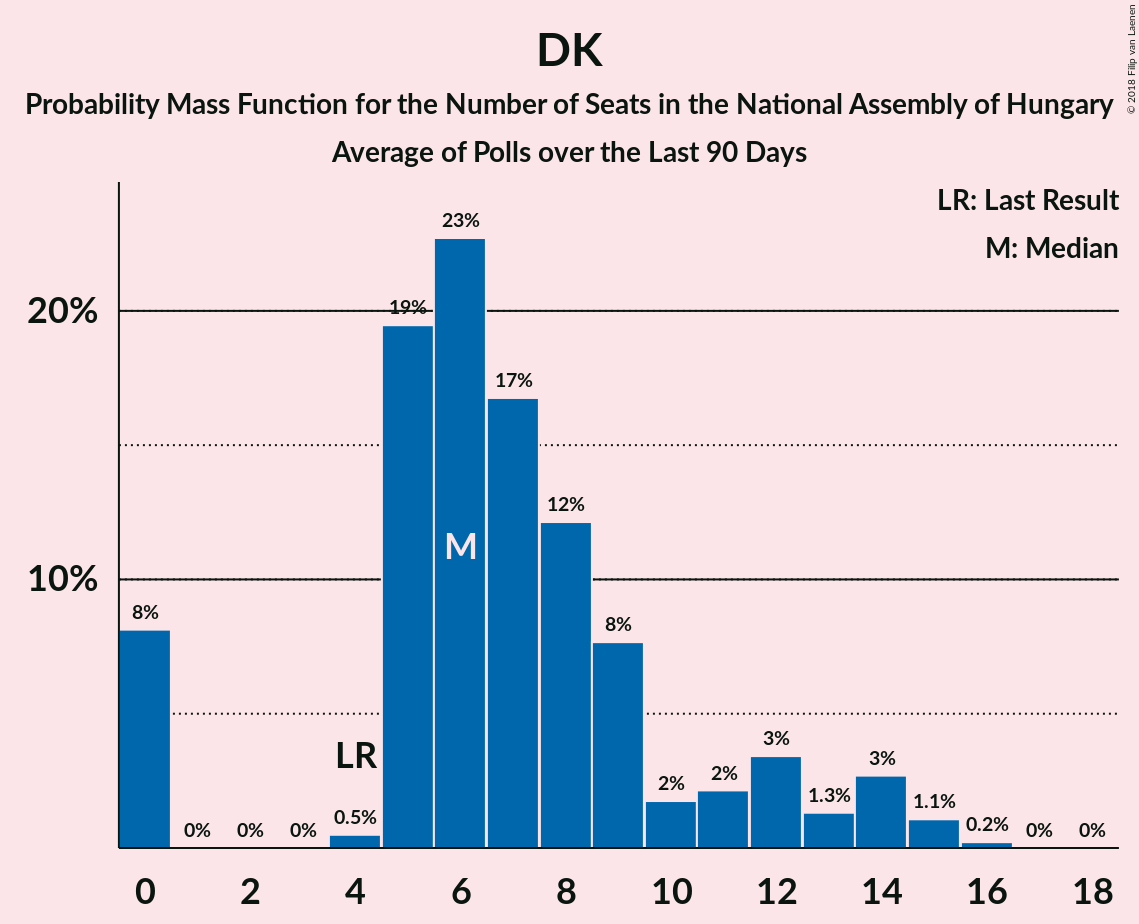 DK
Probability Mass Function for the Number of Seats in the National Assembly of Hungary
Average of Polls over the Last 90 Days
© 2018 Filip van Laenen
LR: Last Result
M: Median
23%
20%
19%
17%
12%
M
10%
8%
8%
LR
3%
3%
2%
2%
1.3%
1.1%
0.5%
0.2%
0%
0%
0%
0%
0%
0 2 4 6 8 10 12 14 16 18